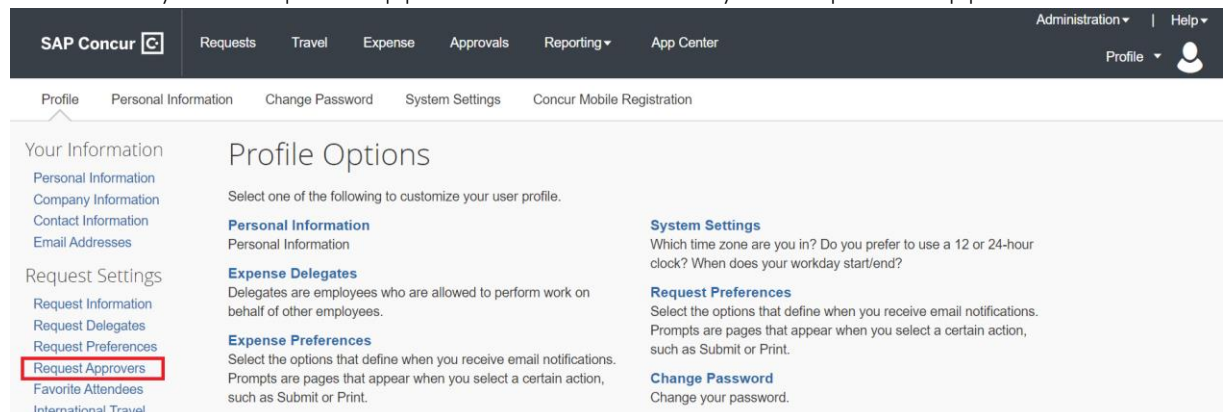 Administration ▾ | Help ▾
SAP Concur C. Requests Travel Expense Approvals Reporting ▾ App Center
Profile ▾
Profile Personal Information Change Password System Settings Concur Mobile Registration
Your Information
Personal Information
Company Information
Contact Information
Email Addresses
Request Settings
Request Information
Request Delegates
Request Preferences
Request Approvers
Favorite Attendees
International Travel
Profile Options
Select one of the following to customize your user profile.
Personal Information
Personal Information
Expense Delegates
Delegates are employees who are allowed to perform work on
behalf of other employees.
Expense Preferences
Select the options that define when you receive email notifications.
Prompts are pages that appear when you select a certain action,
such as Submit or Print.
System Settings
Which time zone are you in? Do you prefer to use a 12 or 24-hour
clock? When does your workday start/end?
Request Preferences
Select the options that define when you receive email notifications.
Prompts are pages that appear when you select a certain action,
such as Submit or Print.
Change Password
Change your password.